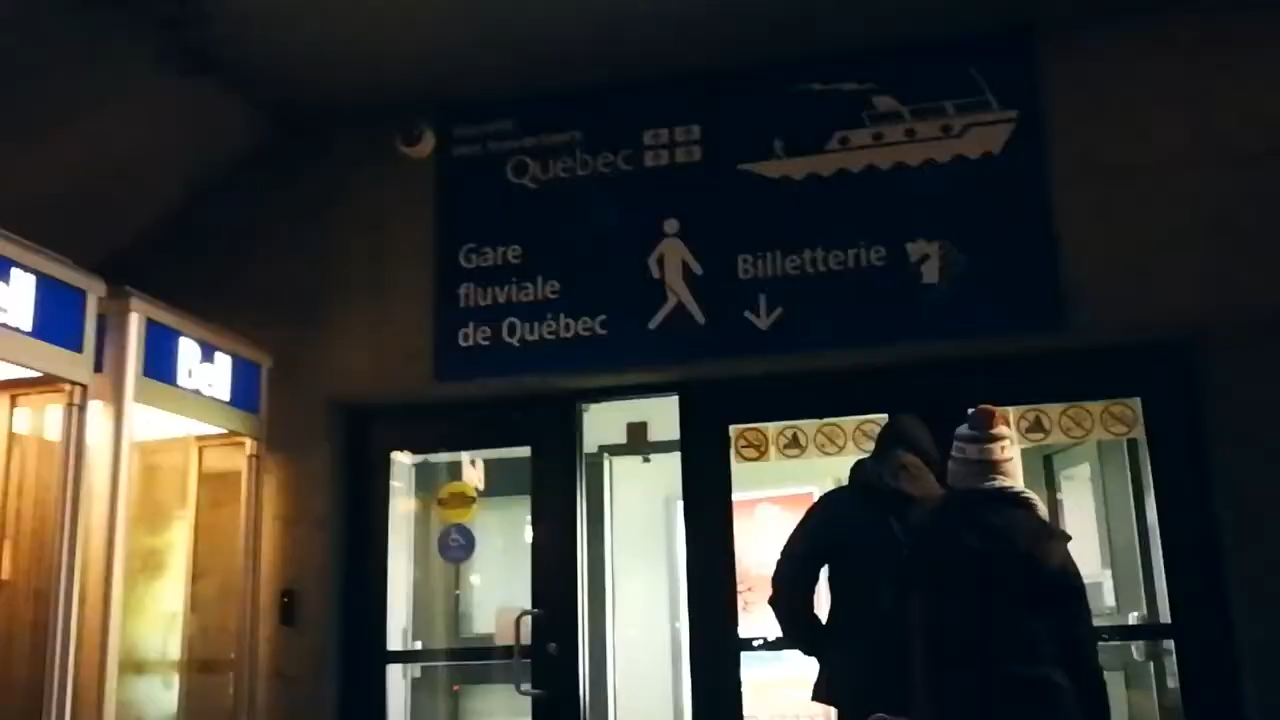 Québec
Gare
fluviale
de Québec
Billetterie
Bell
Bell